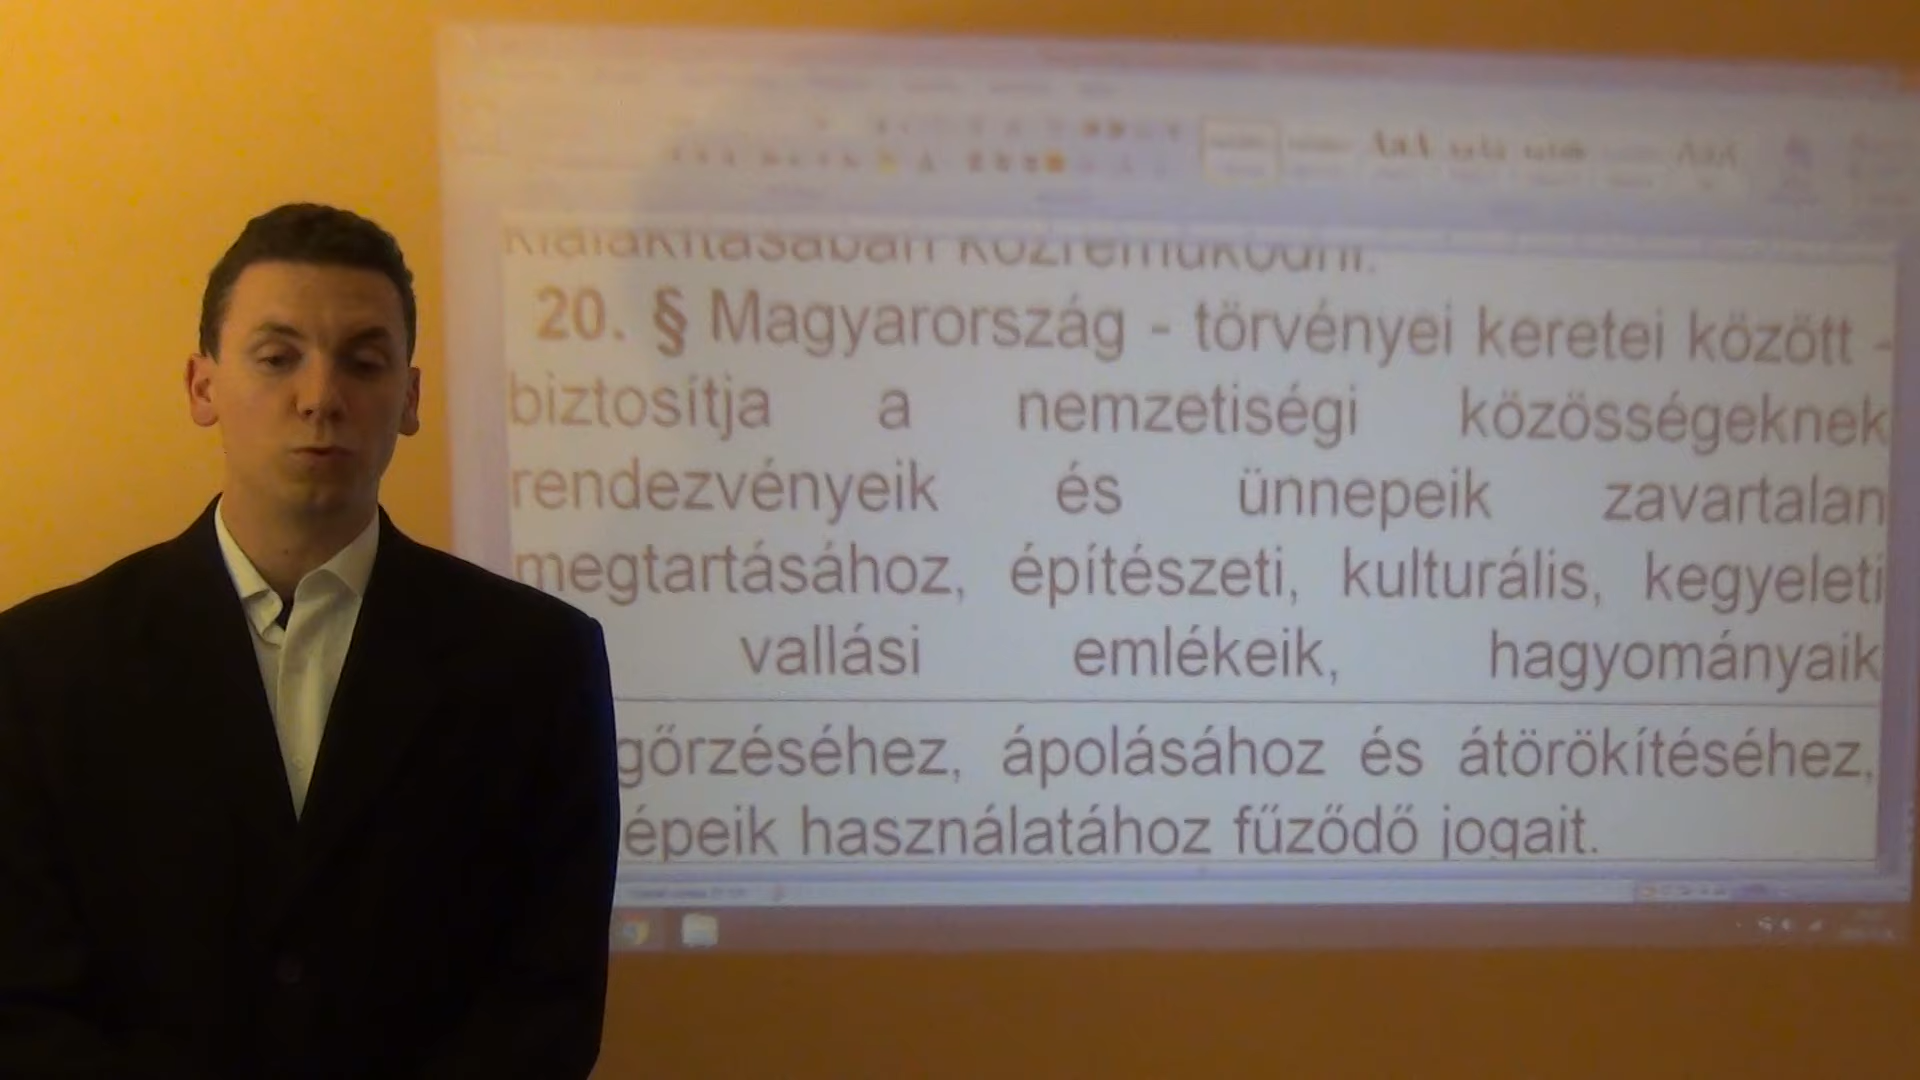 kialakításában közreműködni.
20. § Magyarország - törvényei keretei között -
biztosítja a nemzetiségi közösségeknek
rendezvényeik és ünnepeik zavartalan
megtartásához, építészeti, kulturális, kegyeleti
vallási emlékeik, hagyományaik
gőrzéséhez, ápolásához és átörökítéséhez,
épeik használatához fűződő jogait.